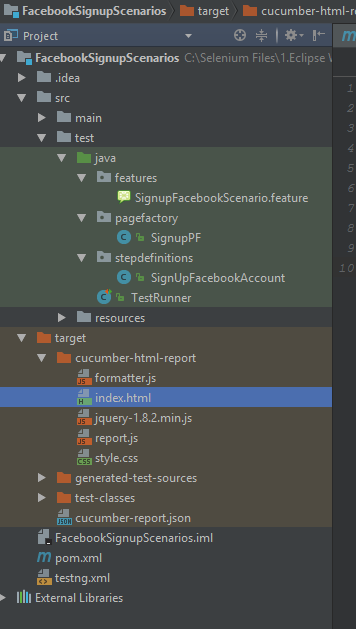 FacebookSignupScenarios target cucumber-html-re
Project
FacebookSignupScenarios C:\Selenium Files\1.Eclipse W
.idea
src
main
test
java
features
SignupFacebookScenario.feature
pagefactory
SignupPF
stepdefinitions
SignUpFacebookAccount
TestRunner
resources
target
cucumber-html-report
formatter.js
index.html
jquery-1.8.2.min.js
report.js
style.css
generated-test-sources
test-classes
cucumber-report.json
FacebookSignupScenarios.iml
pom.xml
testng.xml
External Libraries
1
2
3
4
5
6
7
8
9
10